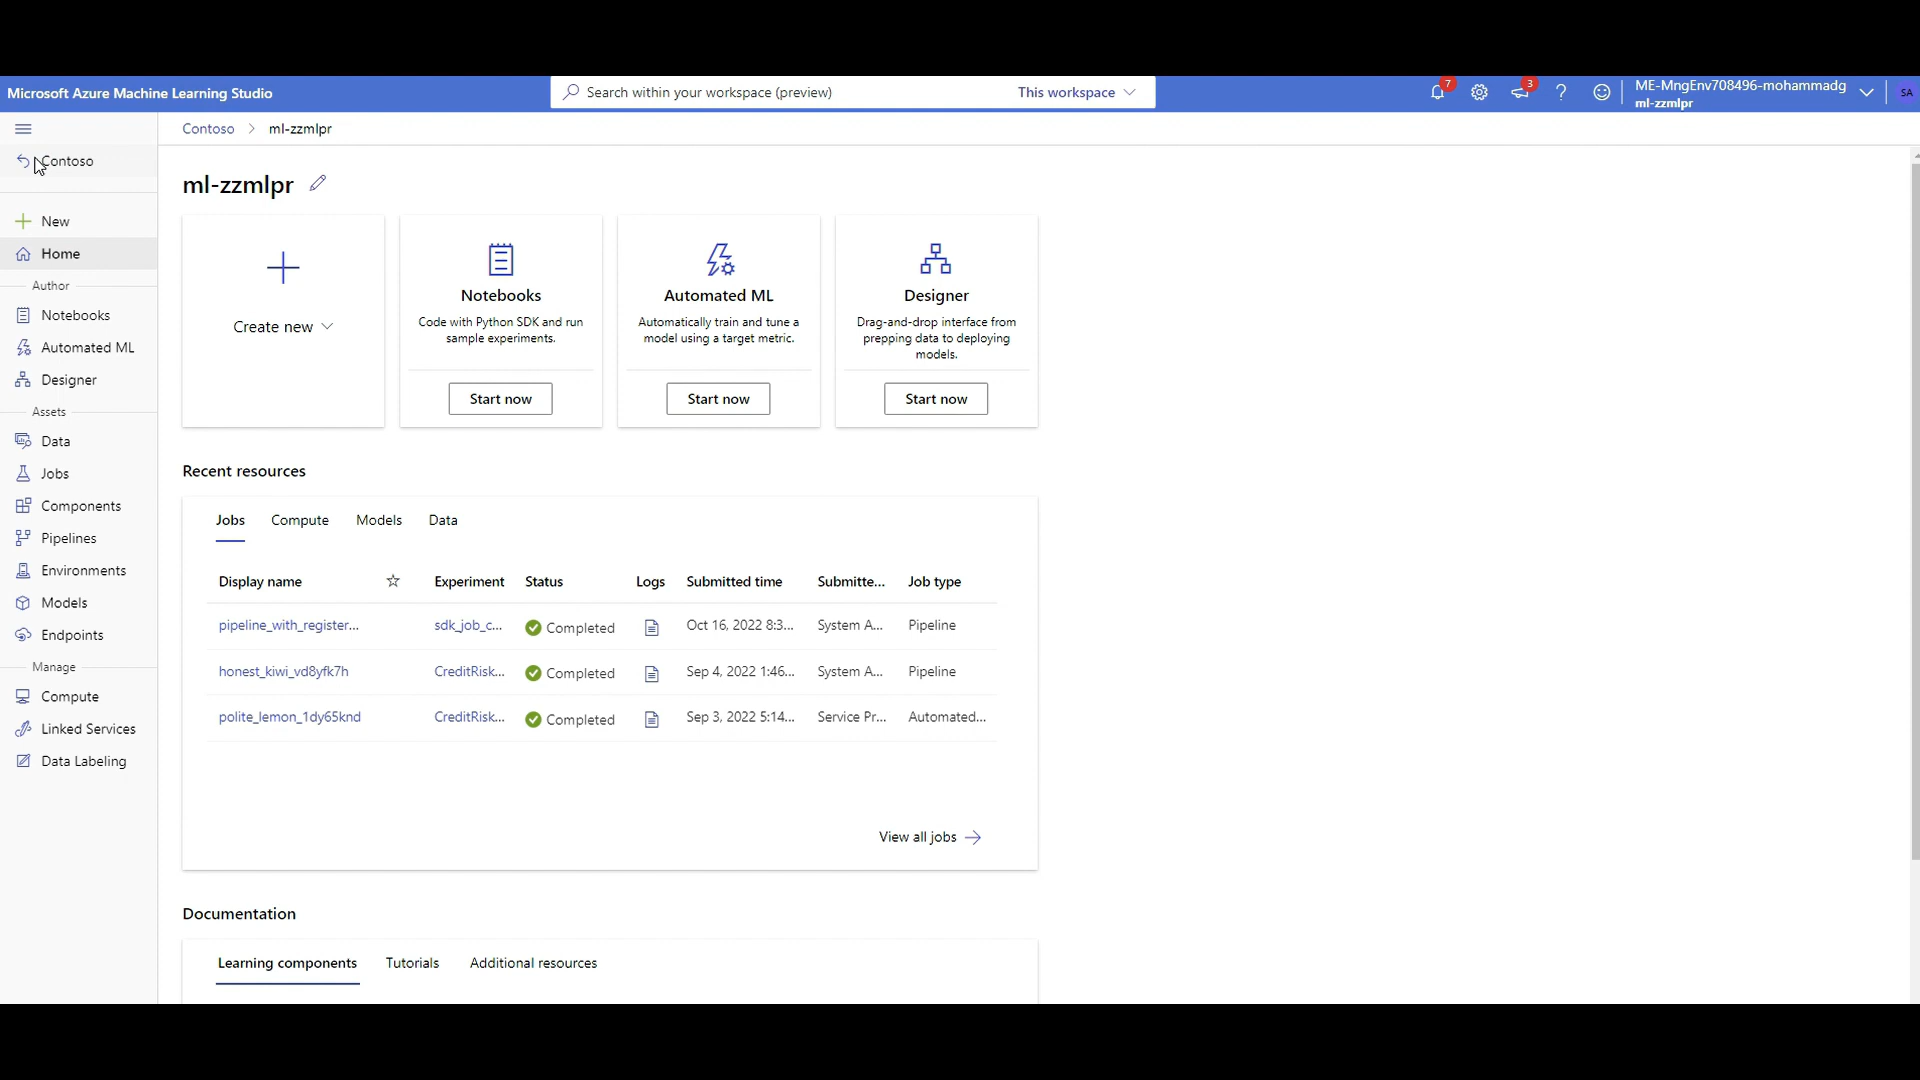 Microsoft Azure Machine Learning Studio
Search within your workspace (preview)
This workspace
7
3
ME-MngEnv708496-mohammadg
ml-zzmlpr
SA
Contoso
Contoso > ml-zzmlpr
New
Home
Author
Notebooks
Automated ML
Designer
Assets
Data
Jobs
Components
Pipelines
Environments
Models
Endpoints
Manage
Compute
Linked Services
Data Labeling
ml-zzmlpr
Create new
Notebooks
Code with Python SDK and run
sample experiments.
Start now
Automated ML
Automatically train and tune a
model using a target metric.
Start now
Designer
Drag-and-drop interface from
prepping data to deploying
models.
Start now
Recent resources
Jobs Compute Models Data
Display name Experiment Status Logs Submitted time Submitte... Job type
pipeline_with_register... sdk_job_c... Completed Oct 16, 2022 8:3... System A... Pipeline
honest_kiwi_vd8yfk7h CreditRisk... Completed Sep 4, 2022 1:46... System A... Pipeline
polite_lemon_1dy65knd CreditRisk... Completed Sep 3, 2022 5:14... Service Pr... Automated...
View all jobs
Documentation
Learning components Tutorials Additional resources